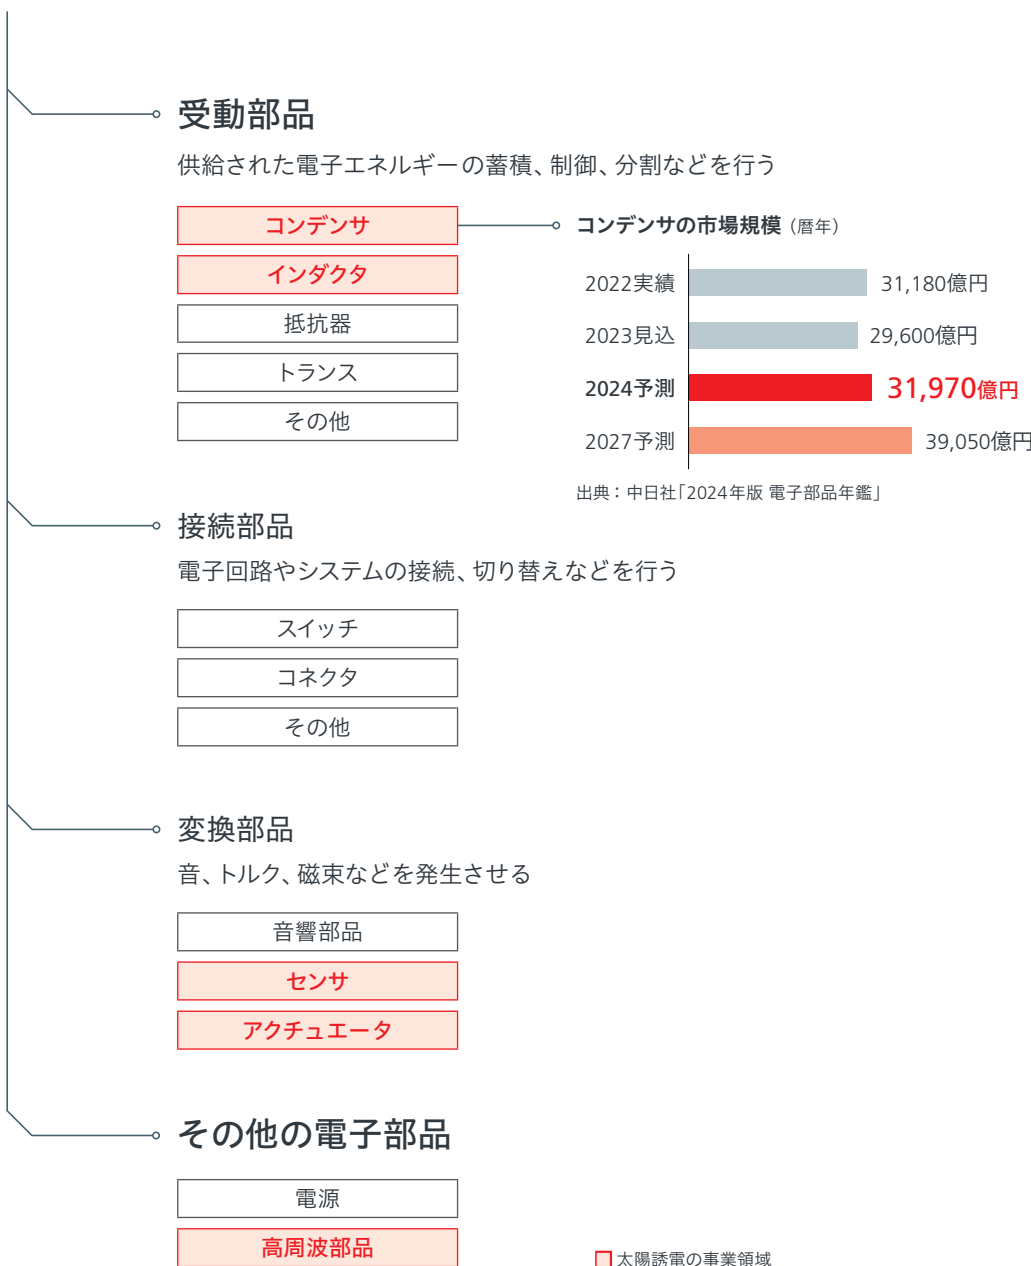 受動部品
供給された電子エネルギーの蓄積、制御、分割などを行う
コンデンサ
インダクタ
抵抗器
トランス
その他
コンデンサの市場規模（暦年）
2022実績 31,180億円
2023見込 29,600億円
2024予測 31,970億円
2027予測 39,050億円
出典：中日社「2024年版 電子部品年鑑」
接続部品
電子回路やシステムの接続、切り替えなどを行う
スイッチ
コネクタ
その他
変換部品
音、トルク、磁束などを発生させる
音響部品
センサ
アクチュエータ
その他の電子部品
電源
高周波部品
太陽誘電の事業領域